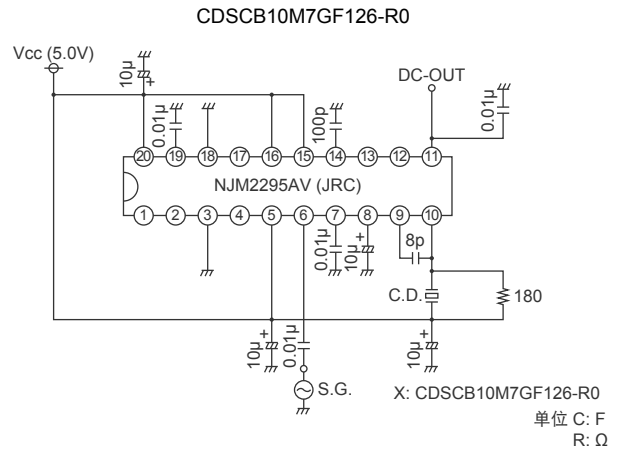 CDSCB10M7GF126-R0
Vcc (5.0V)
10µ
+
DC-OUT
0.01µ
100p
0.01µ
20 19 18 17 16 15 14 13 12 11
NJM2295AV (JRC)
1 2 3 4 5 6 7 8 9 10
0.01µ
10µ
+
8p
C.D.
180
10µ
+
0.01µ
10µ
+
S.G.
X: CDSCB10M7GF126-R0
单位 C: F
R: Ω